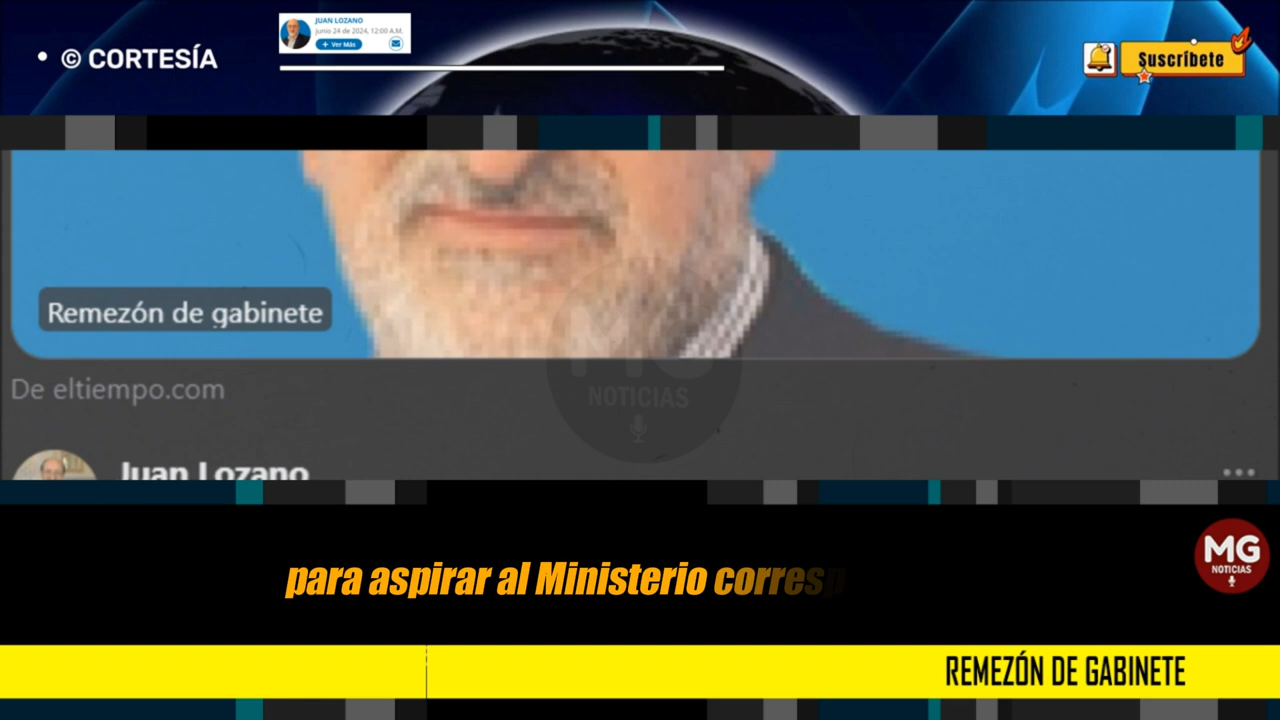 • © CORTESÍA
JUAN LOZANO
junio 24 de 2024, 12:00 A.M.
+ Ver Más
Suscríbete
Remezón de gabinete
De eltiempo.com
MG
NOTICIAS
Juan Lozano
para aspirar al Ministerio corresp
MG
NOTICIAS
REMEZÓN DE GABINETE